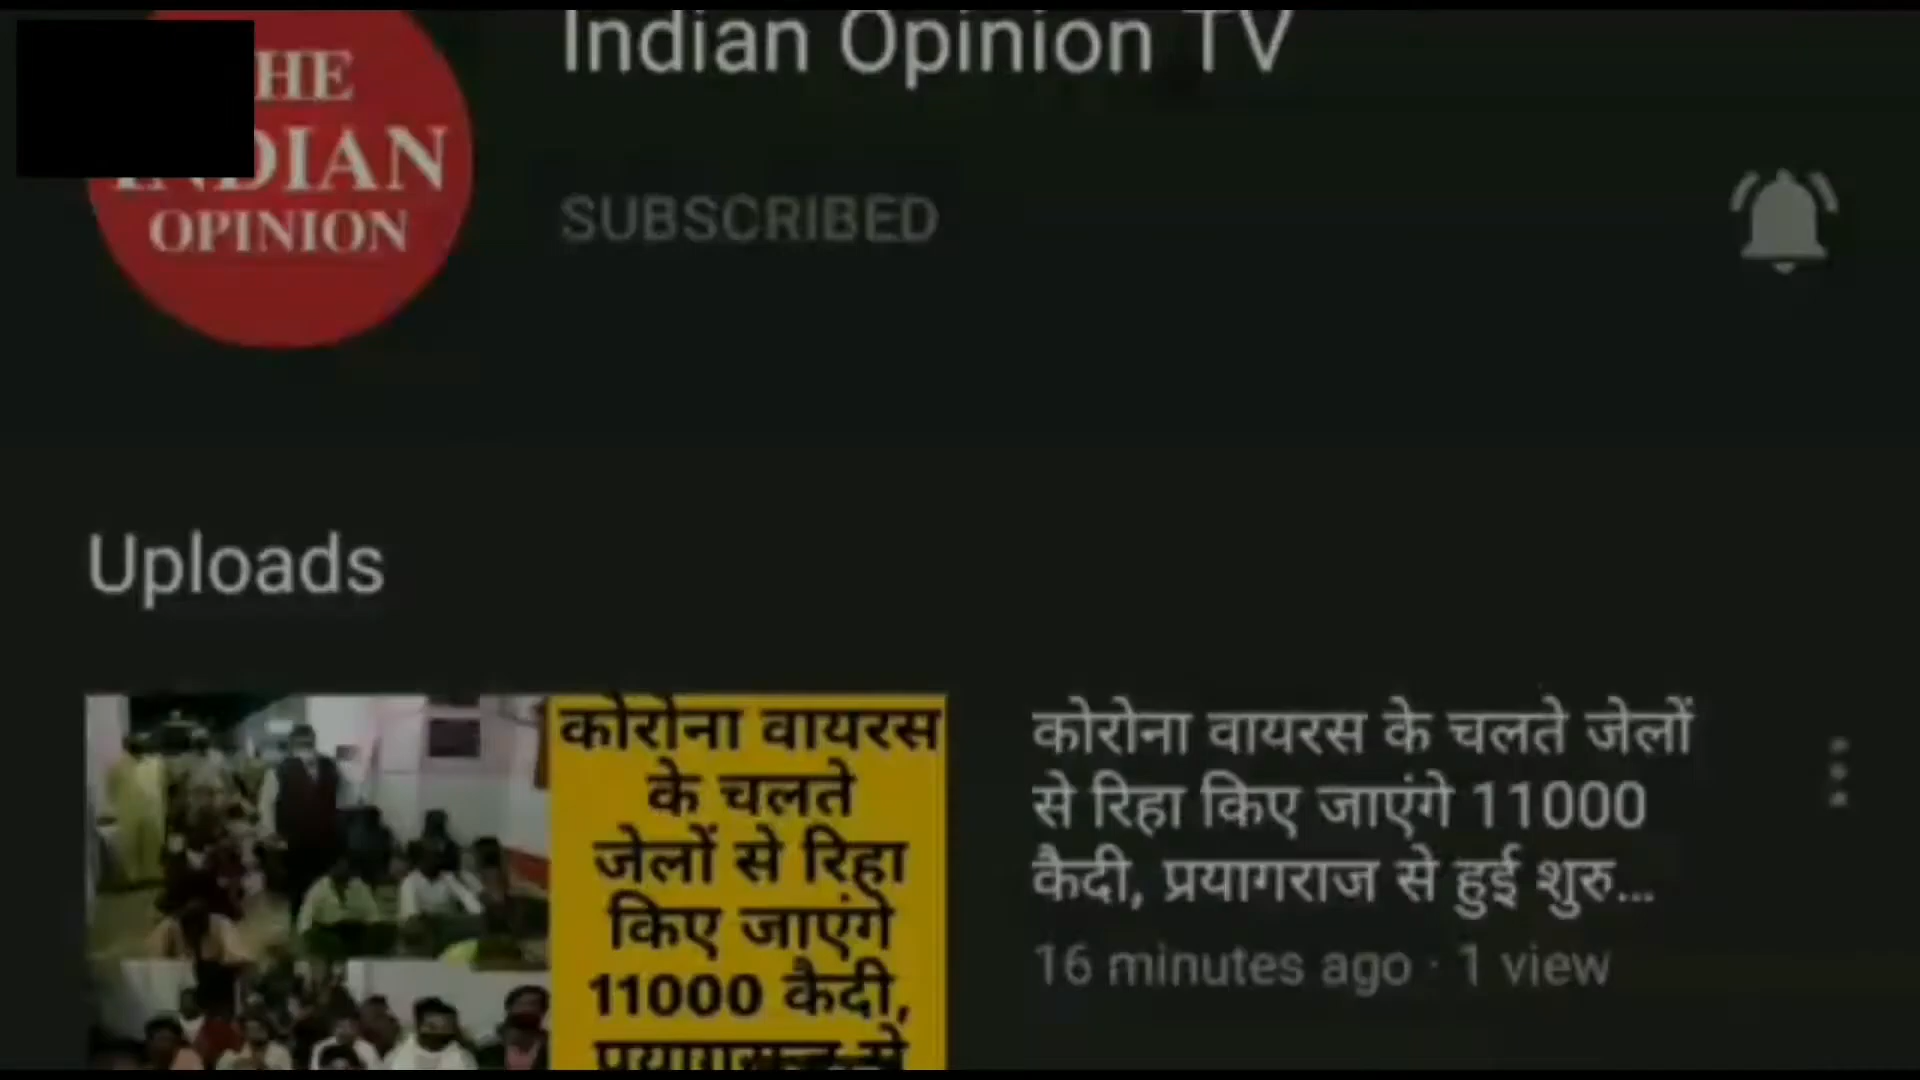 HE
INDIAN
OPINION
Indian Opinion TV
SUBSCRIBED
Uploads
कोरोना वायरस
के चलते
जेलों से रिहा
किए जाएंगे
11000 कैदी,
कोरोना वायरस के चलते जेलों
से रिहा किए जाएंगे 11000
कैदी, प्रयागराज से हुई शुरु...
16 minutes ago · 1 view